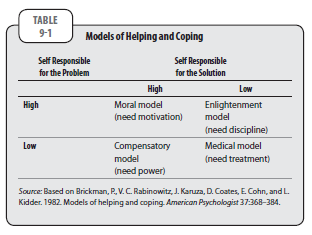 TABLE
9-1
Models of Helping and Coping
Self Responsible Self Responsible
for the Problem for the Solution
High Low
High Moral model Enlightenment
(need motivation) model
(need discipline)
Low Compensatory Medical model
model (need treatment)
(need power)
Source: Based on Brickman, P., V. C. Rabinowitz, J. Karuza, D. Coates, E. Cohn, and L.
Kidder. 1982. Models of helping and coping. American Psychologist 37:368–384.